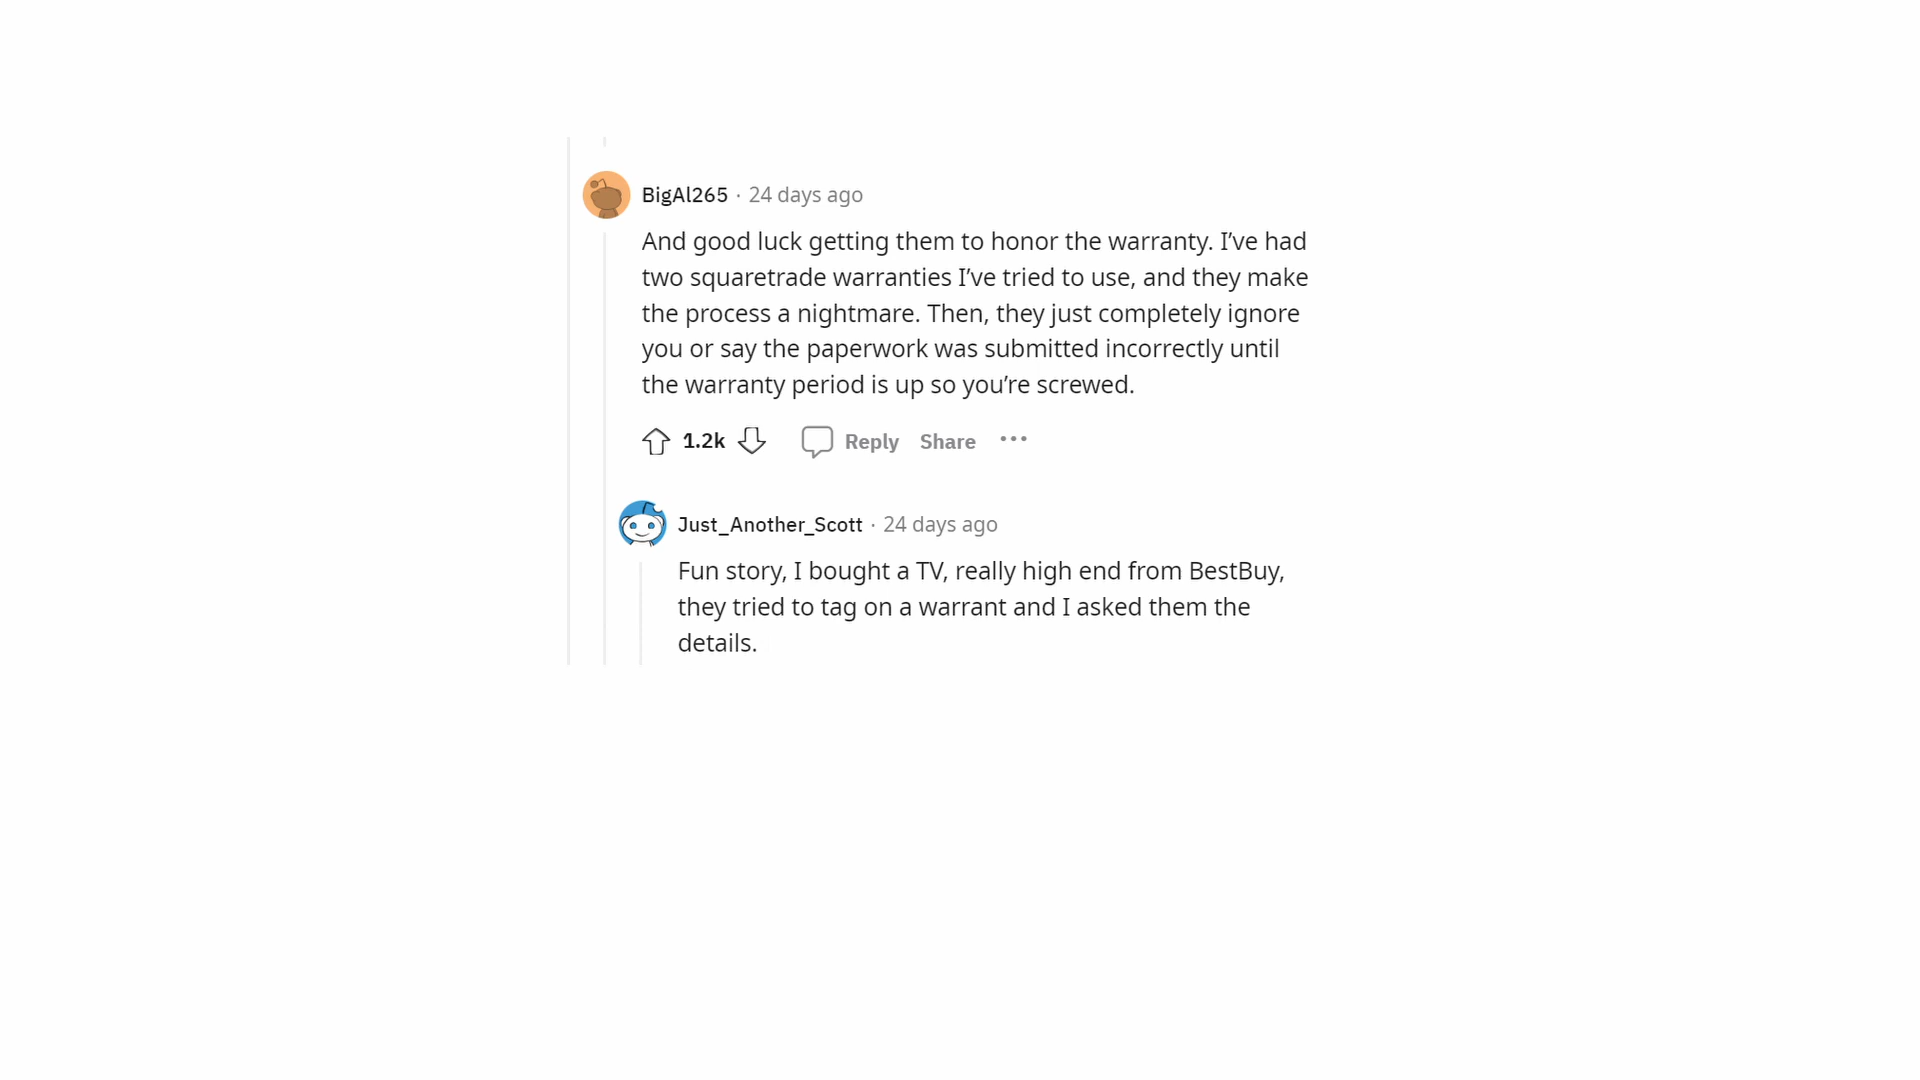 BigAl265 · 24 days ago
And good luck getting them to honor the warranty. I’ve had
two squaretrade warranties I’ve tried to use, and they make
the process a nightmare. Then, they just completely ignore
you or say the paperwork was submitted incorrectly until
the warranty period is up so you’re screwed.
1.2k Reply Share ···
Just_Another_Scott · 24 days ago
Fun story, I bought a TV, really high end from BestBuy,
they tried to tag on a warrant and I asked them the
details.